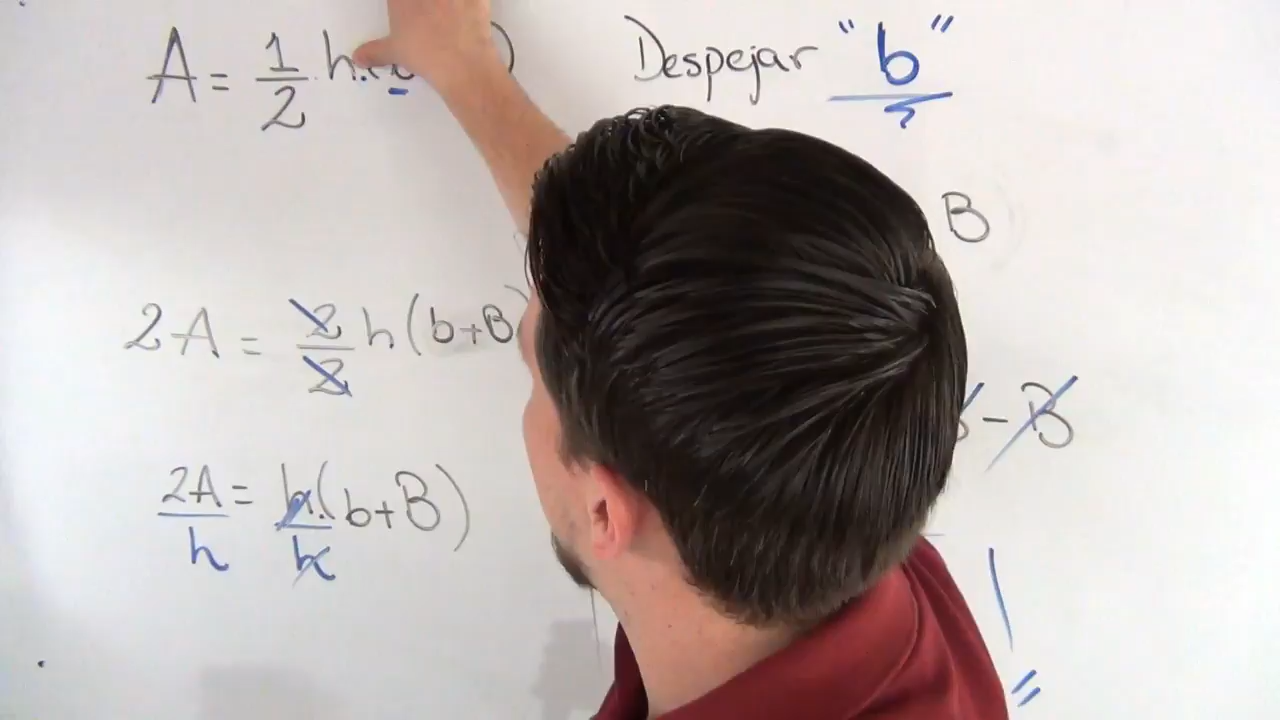 A = 1/2 h. ( )
Despejar "b"
B
2A = 2/2 h(b+B)
- B
2A/h = h.(b+B)/h